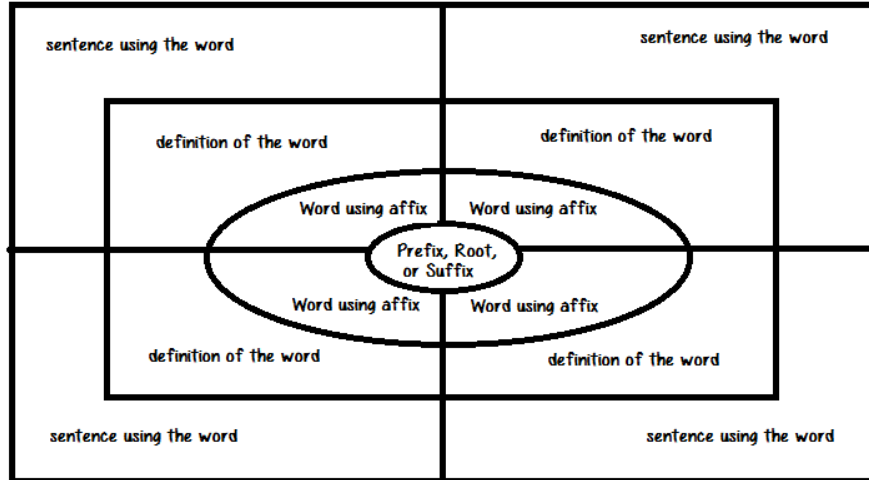 sentence using the word
sentence using the word
definition of the word
definition of the word
Word using affix
Word using affix
Prefix, Root,
or Suffix
Word using affix
Word using affix
definition of the word
definition of the word
sentence using the word
sentence using the word